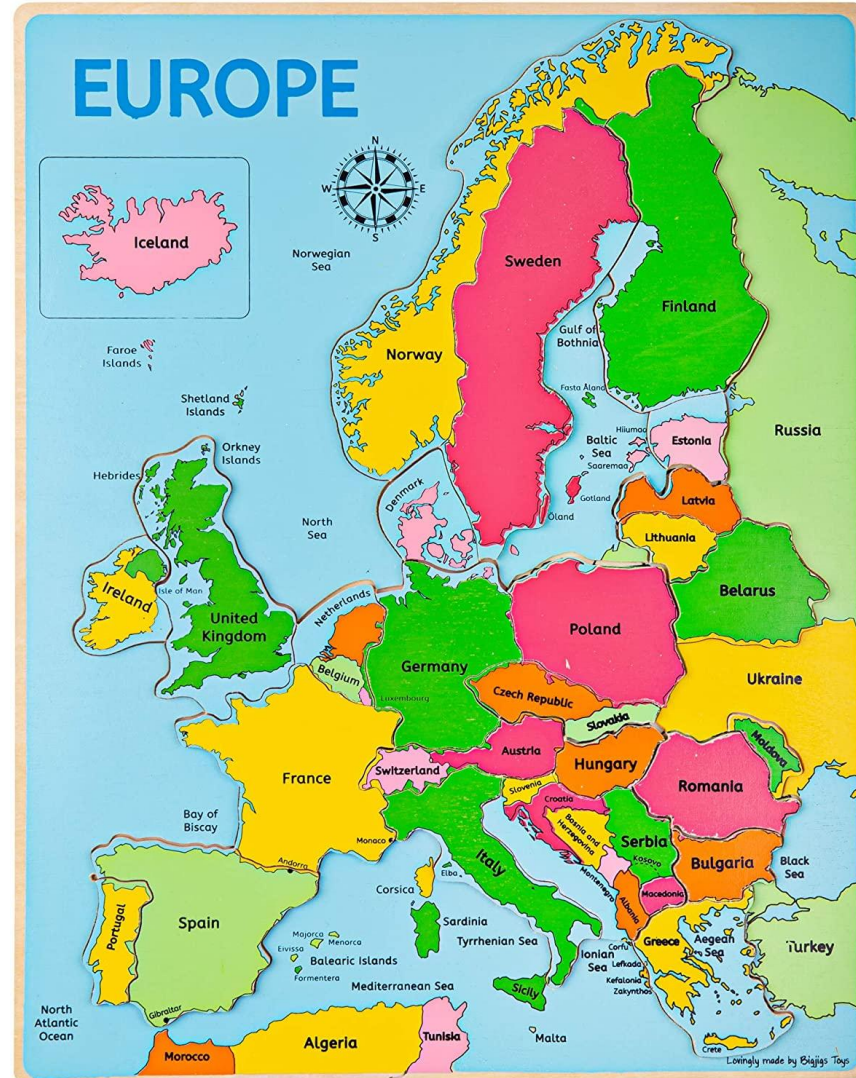 EUROPE
N
W
E
S
Iceland
Norwegian
Sea
Sweden
Finland
Faroe
Islands
Norway
Gulf of
Bothnia
Shetland
Islands
Fasta Åland
Russia
Hiiumaa
Estonia
Baltic
Sea
Saaremaa
Orkney
Islands
Hebrides
Denmark
Gotland
Latvia
Öland
North
Sea
Lithuania
Isle of Man
Ireland
Netherlands
Belarus
United
Kingdom
Poland
Germany
Belgium
Ukraine
Luxembourg
Czech Republic
Slovakia
Moldova
Austria
Switzerland
Hungary
France
Romania
Slovenia
Croatia
Bay of
Biscay
Bosnia and
Herzegovina
Serbia
Monaco
Italy
Kosovo
Bulgaria
Black
Sea
Andorra
Elba
Montenegro
Corsica
Macedonia
Albania
Portugal
Spain
Sardinia
Majorca
Menorca
Tyrrhenian Sea
Greece
Aegean
Sea
Turkey
Corfu
Eivissa
Balearic Islands
Ionian
Sea
Lefkada
Formentera
Kefalonia
Mediterranean Sea
Zakynthos
Sicily
Gibraltar
North
Atlantic
Ocean
Malta
Tunisia
Algeria
Morocco
Crete
Lovingly made by Bigjigs Toys